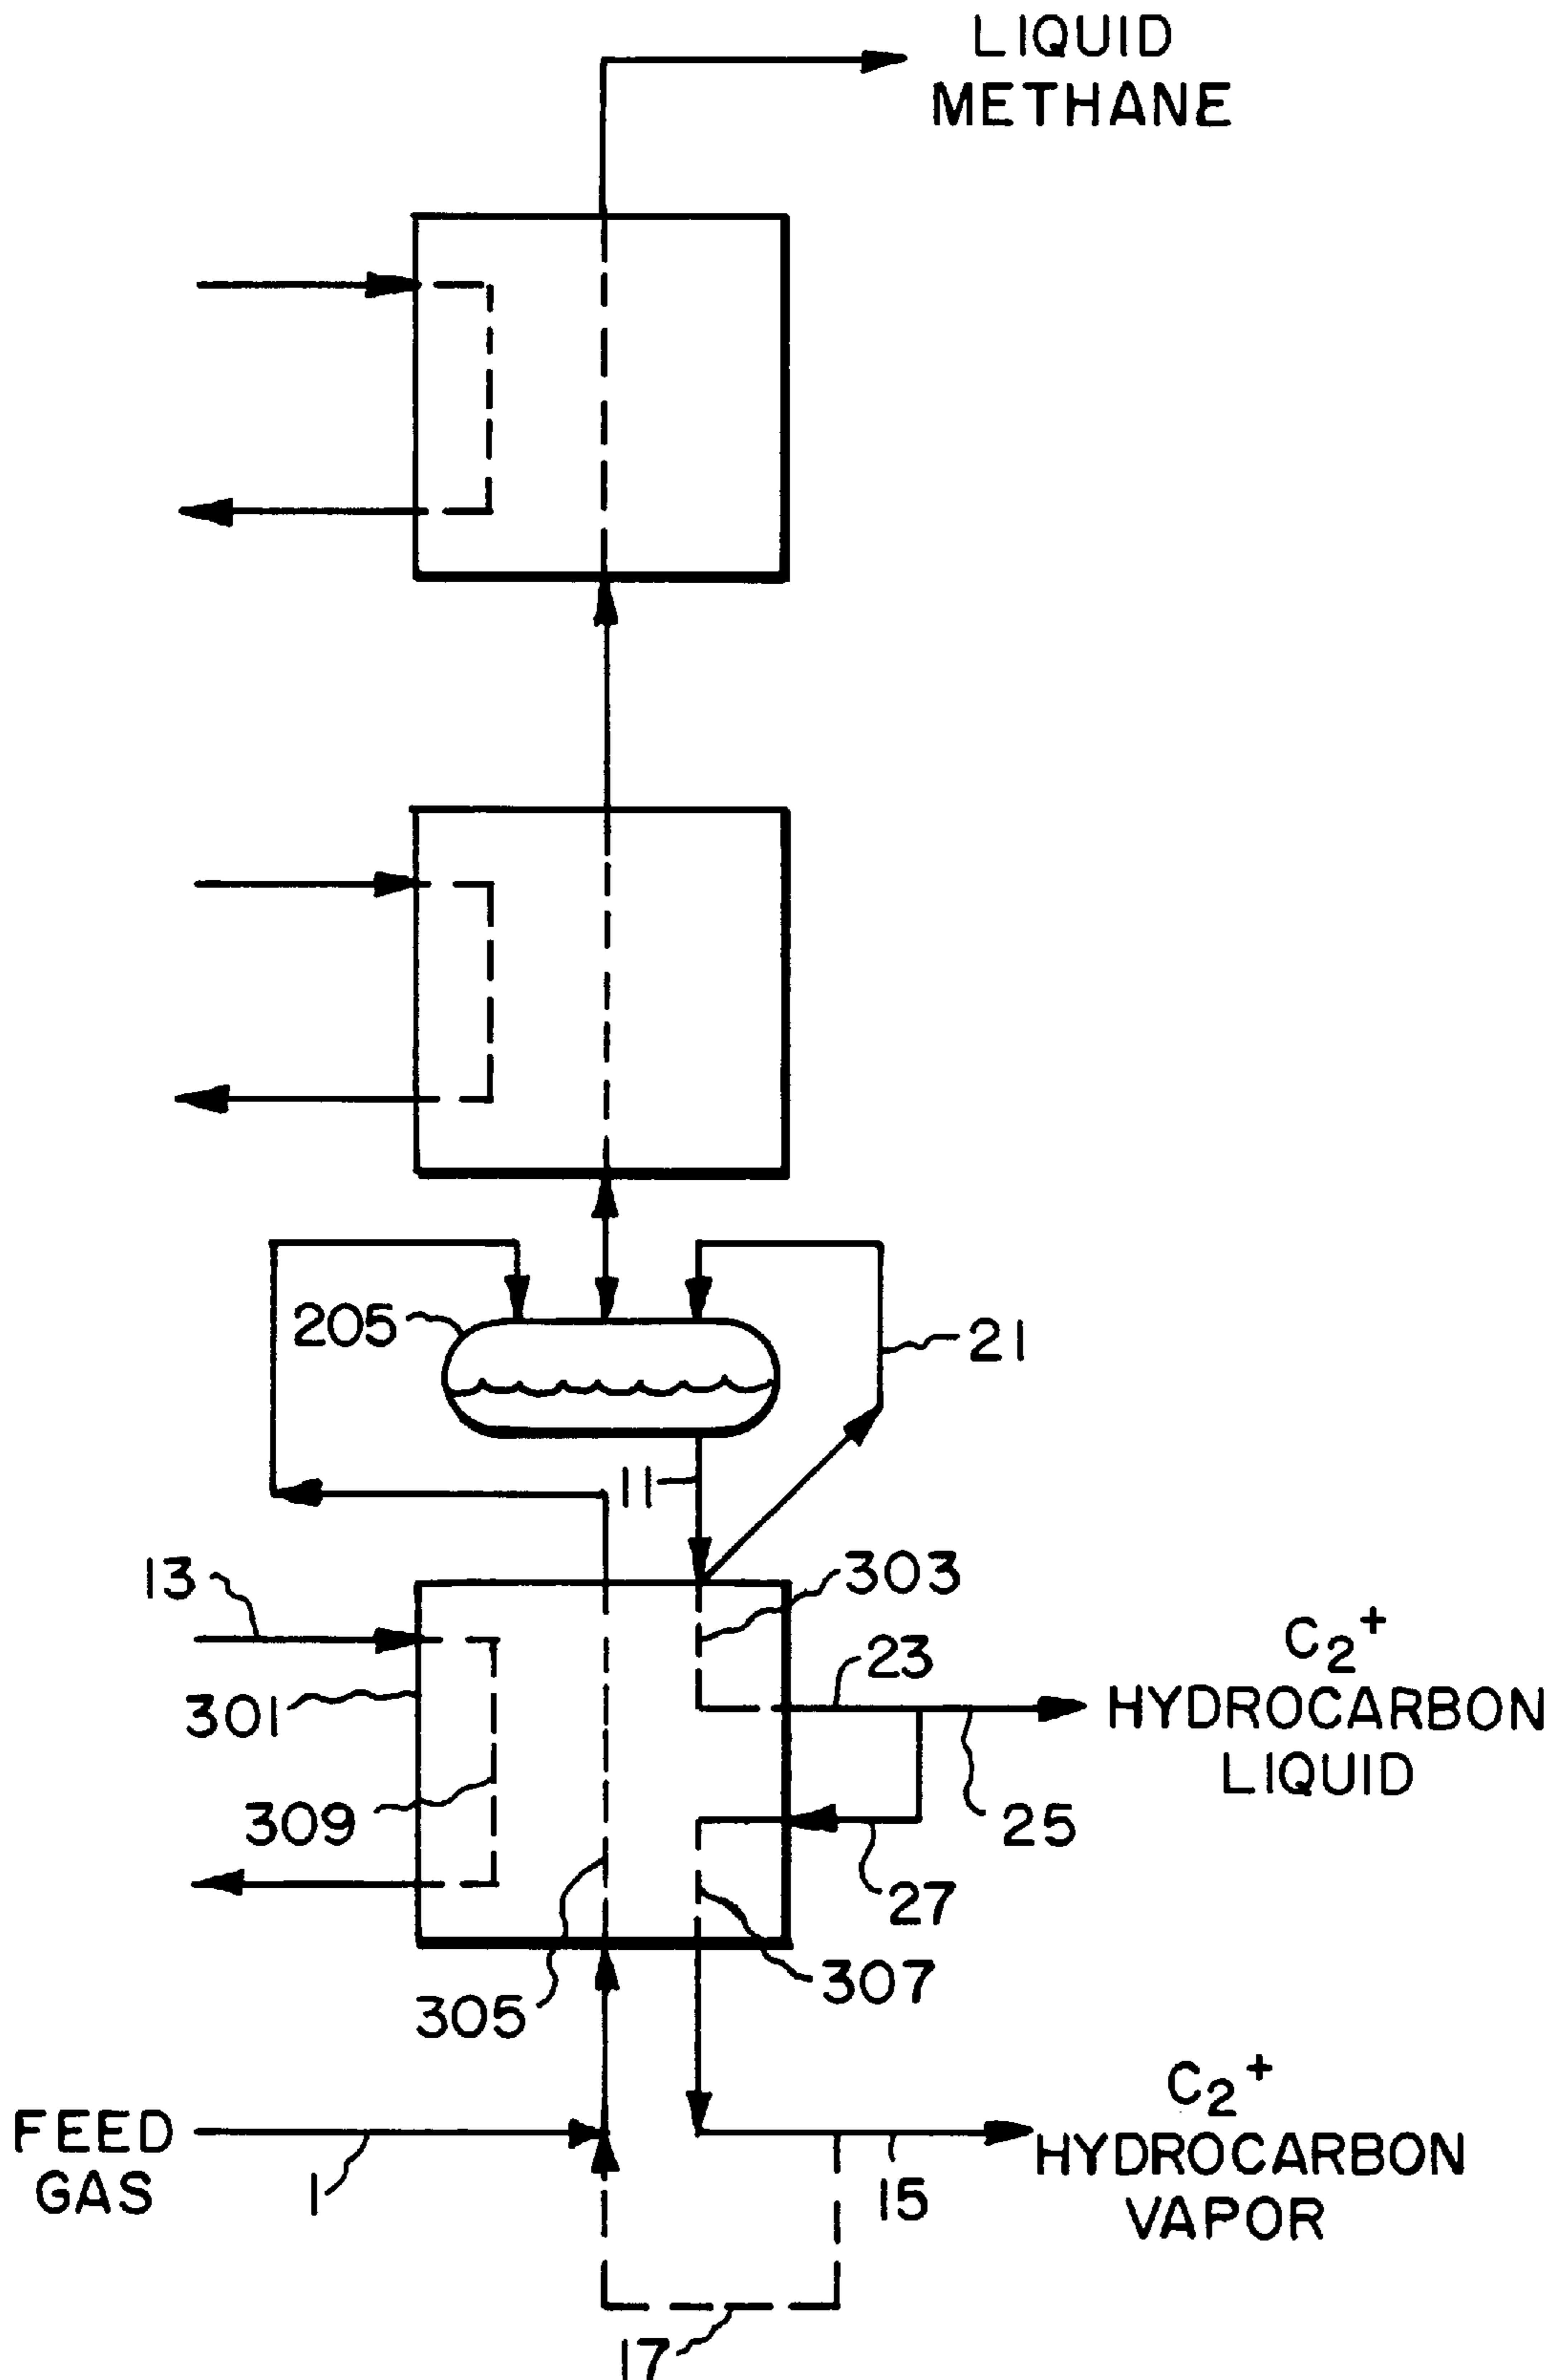 LIQUID
METHANE
205
21
11
13
303
301
23
C₂⁺
HYDROCARBON
LIQUID
309
25
27
307
305
C₂⁺
HYDROCARBON
VAPOR
FEED
GAS
1
15
17